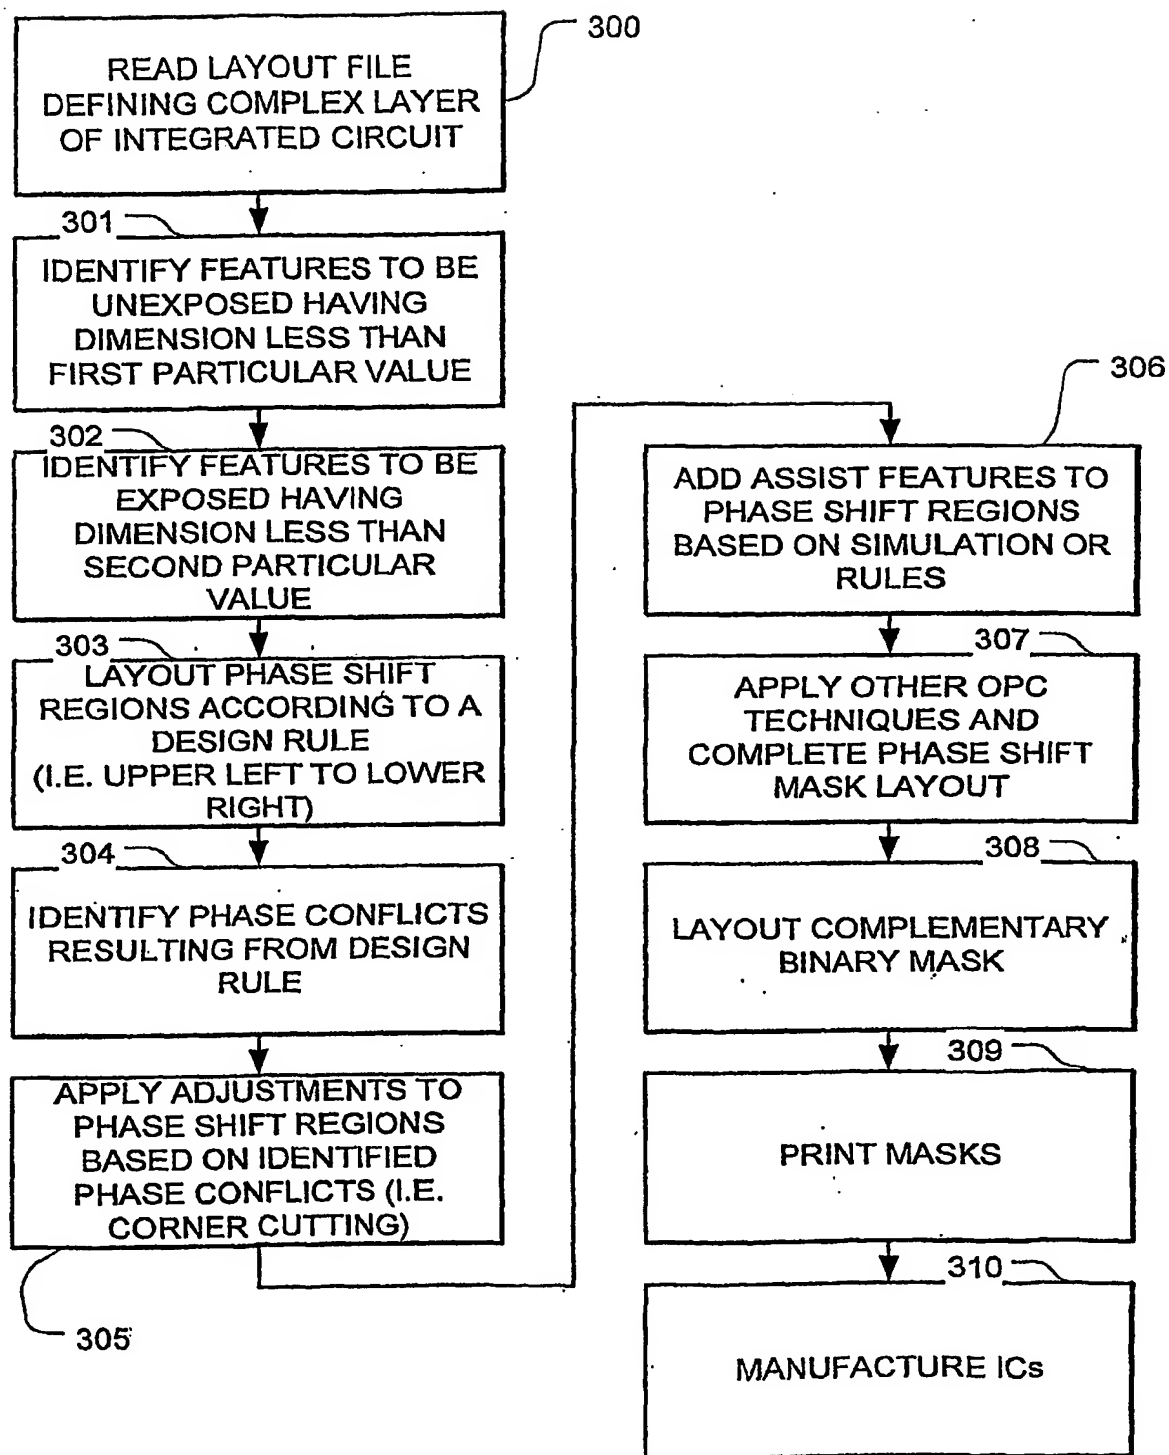 300
READ LAYOUT FILE
DEFINING COMPLEX LAYER
OF INTEGRATED CIRCUIT
301
IDENTIFY FEATURES TO BE
UNEXPOSED HAVING
DIMENSION LESS THAN
FIRST PARTICULAR VALUE
302
IDENTIFY FEATURES TO BE
EXPOSED HAVING
DIMENSION LESS THAN
SECOND PARTICULAR
VALUE
303
LAYOUT PHASE SHIFT
REGIONS ACCORDING TO A
DESIGN RULE
(I.E. UPPER LEFT TO LOWER
RIGHT)
304
IDENTIFY PHASE CONFLICTS
RESULTING FROM DESIGN
RULE
APPLY ADJUSTMENTS TO
PHASE SHIFT REGIONS
BASED ON IDENTIFIED
PHASE CONFLICTS (I.E.
CORNER CUTTING)
305
306
ADD ASSIST FEATURES TO
PHASE SHIFT REGIONS
BASED ON SIMULATION OR
RULES
307
APPLY OTHER OPC
TECHNIQUES AND
COMPLETE PHASE SHIFT
MASK LAYOUT
308
LAYOUT COMPLEMENTARY
BINARY MASK
309
PRINT MASKS
310
MANUFACTURE ICs